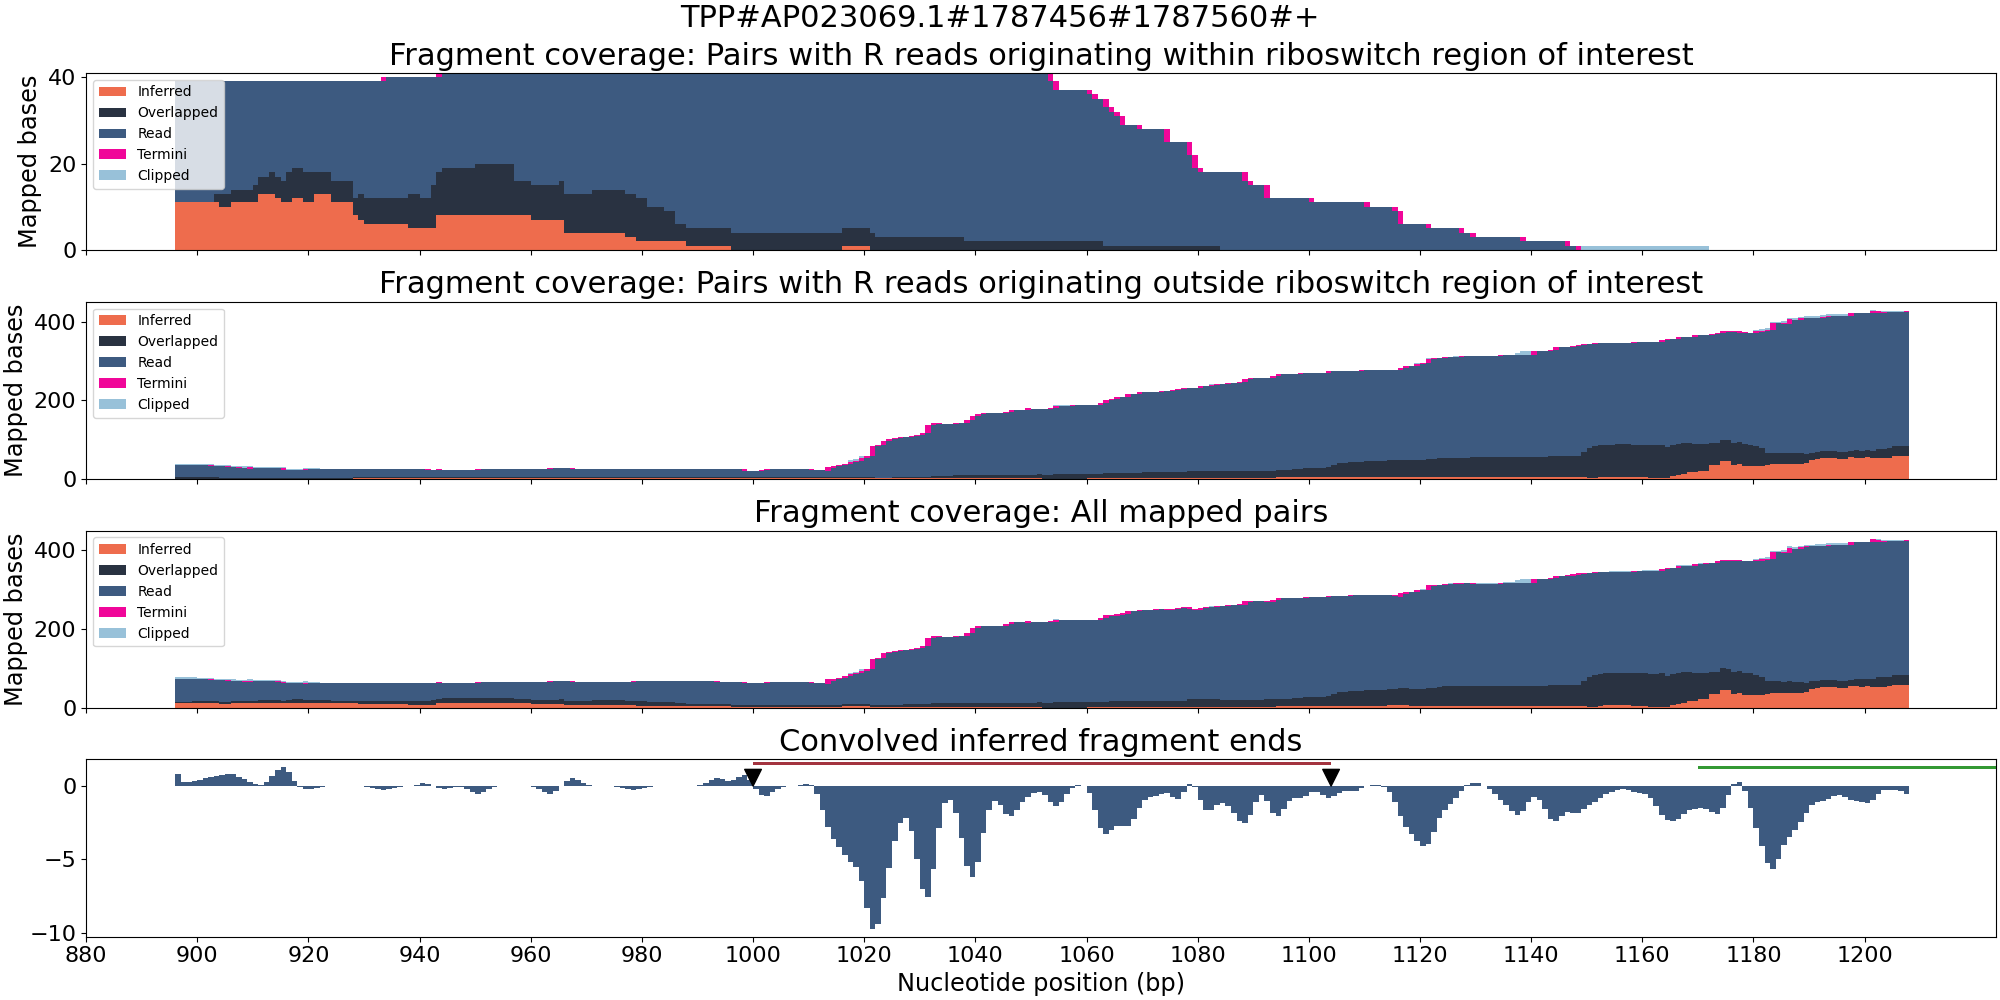 TPP#AP023069.1#1787456#1787560#+
Fragment coverage: Pairs with R reads originating within riboswitch region of interest
Mapped bases
40
20
0
Inferred
Overlapped
Read
Termini
Clipped
Fragment coverage: Pairs with R reads originating outside riboswitch region of interest
Mapped bases
400
200
0
Inferred
Overlapped
Read
Termini
Clipped
Fragment coverage: All mapped pairs
Mapped bases
400
200
0
Inferred
Overlapped
Read
Termini
Clipped
Convolved inferred fragment ends
0
−5
−10
880 900 920 940 960 980 1000 1020 1040 1060 1080 1100 1120 1140 1160 1180 1200
Nucleotide position (bp)